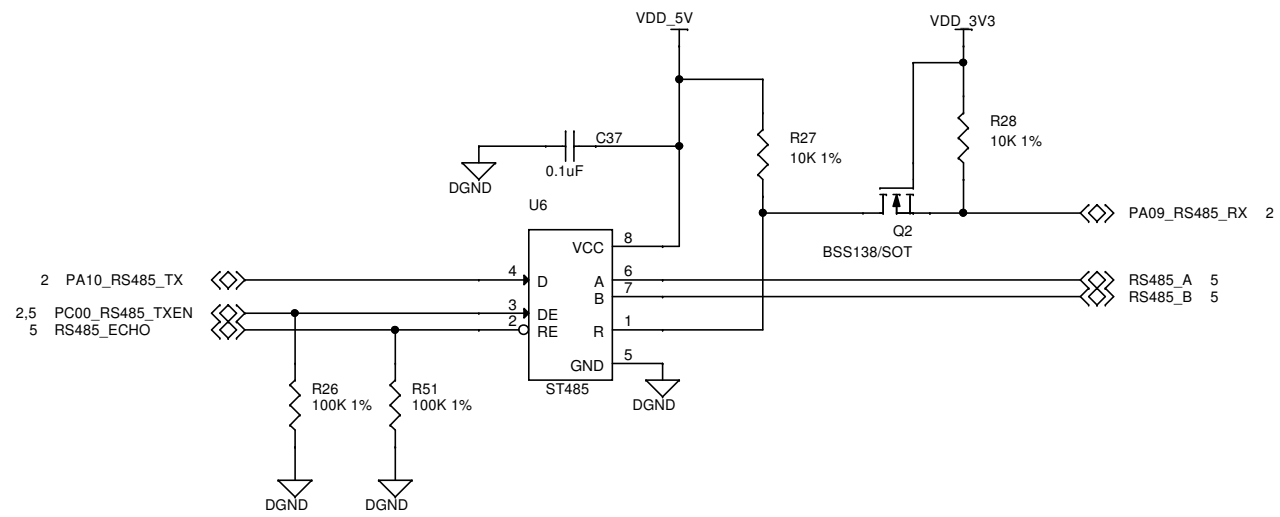 VDD_5V
VDD_3V3
R28
10K 1%
R27
10K 1%
C37
0.1uF
DGND
U6
Q2
BSS138/SOT
PA09_RS485_RX 2
8
VCC
2 PA10_RS485_TX
4
D
A
6
RS485_A 5
B
7
RS485_B 5
2,5 PC00_RS485_TXEN
3
DE
5 RS485_ECHO
2
RE
R
1
GND
5
ST485
DGND
R26
100K 1%
R51
100K 1%
DGND
DGND